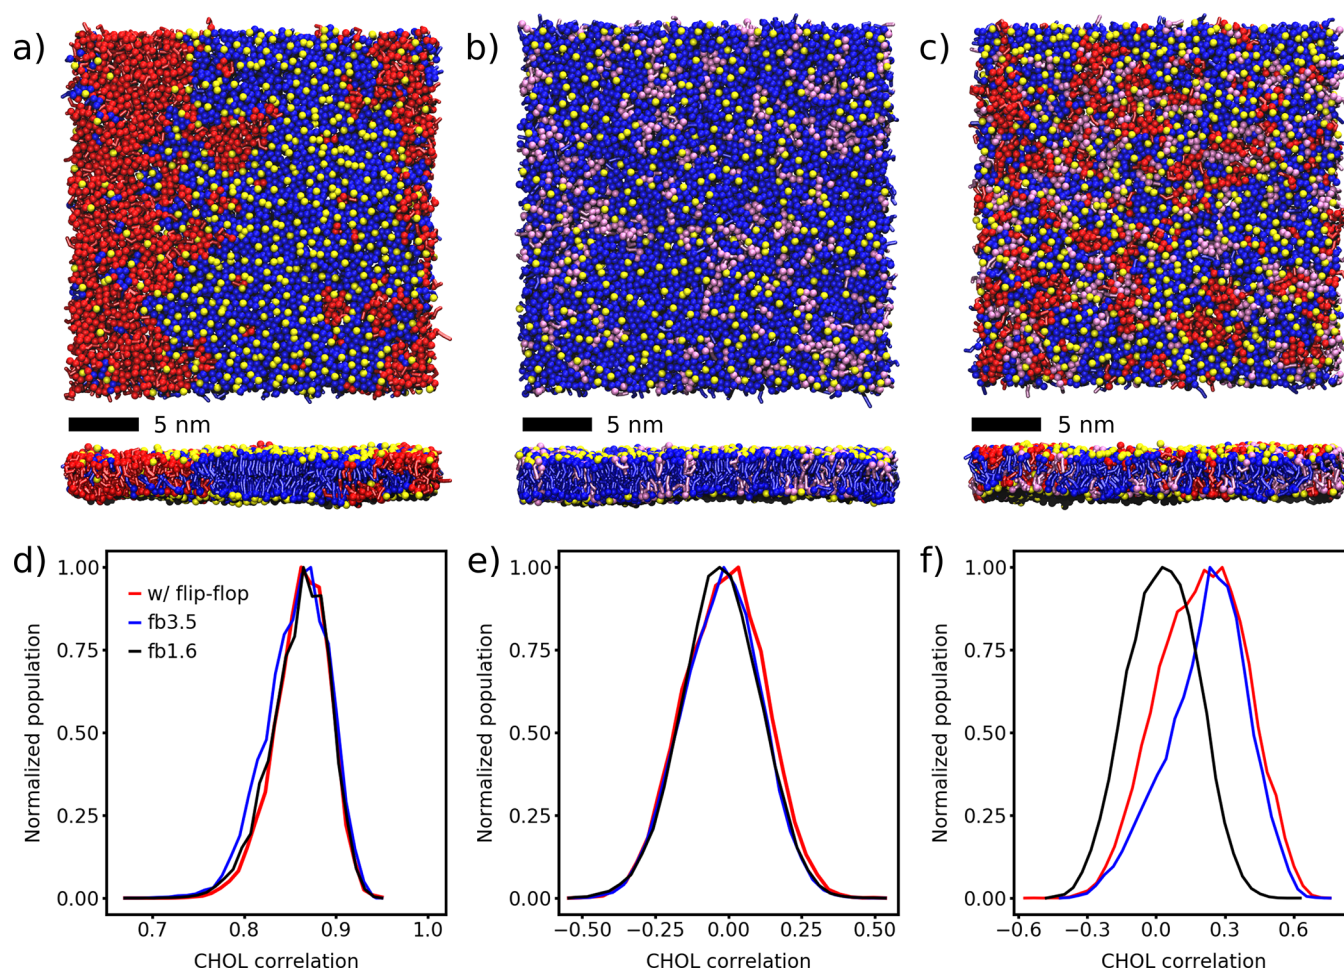 a)
b)
c)
5 nm
5 nm
5 nm
d)
e)
f)
Normalized population
1.00
0.75
0.50
0.25
0.00
w/ flip-flop
fb3.5
fb1.6
0.7
0.8
0.9
1.0
CHOL correlation
Normalized population
1.00
0.75
0.50
0.25
0.00
−0.50
−0.25
0.00
0.25
0.50
CHOL correlation
Normalized population
1.00
0.75
0.50
0.25
0.00
−0.6
−0.3
0.0
0.3
0.6
CHOL correlation